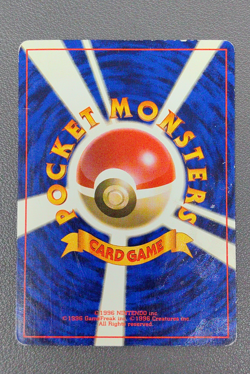 POCKET MONSTERS
CARD GAME
©1996 NINTENDO inc.
©1996 GameFreak inc. ©1996 Creatures inc.
All Rights reserved.